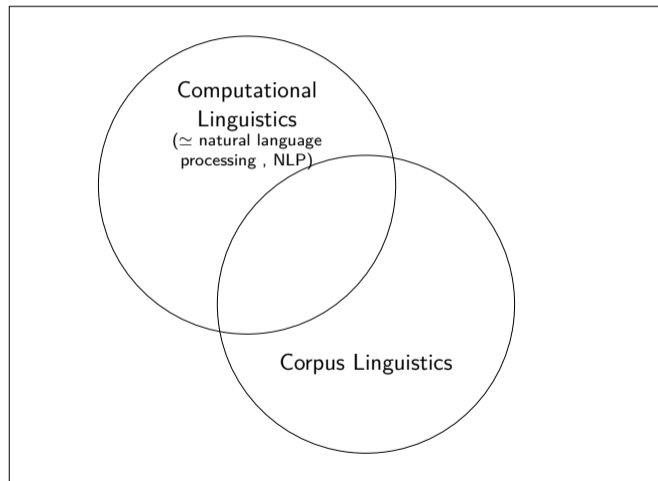 Computational
Linguistics
(≃ natural language
processing , NLP)
Corpus Linguistics